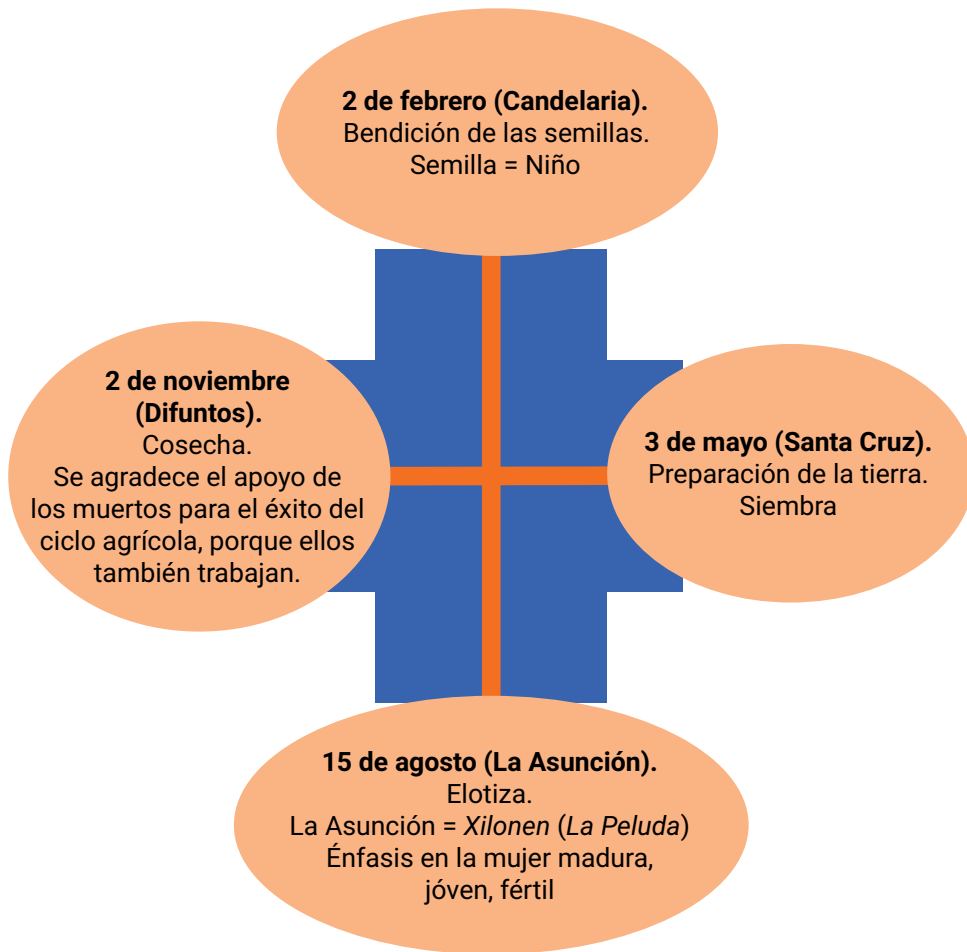 2 de febrero (Candelaria).
Bendición de las semillas.
Semilla = Niño
2 de noviembre
(Difuntos).
Cosecha.
Se agradece el apoyo de
los muertos para el éxito del
ciclo agrícola, porque ellos
también trabajan.
3 de mayo (Santa Cruz).
Preparación de la tierra.
Siembra
15 de agosto (La Asunción).
Elotiza.
La Asunción = Xilonen (La Peluda)
Énfasis en la mujer madura,
jóven, fértil